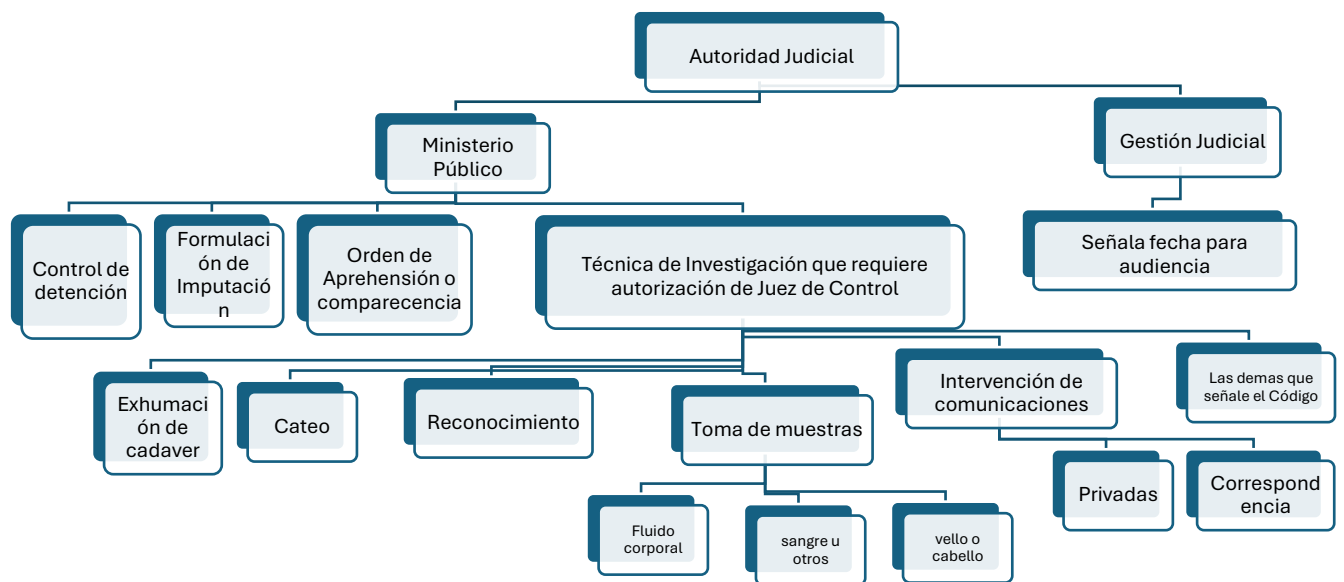 Autoridad Judicial
Ministerio
Público
Gestión Judicial
Control de
detención
Formulaci
ón de
Imputació
n
Orden de
Aprehensión o
comparecencia
Técnica de Investigación que requiere
autorización de Juez de Control
Señala fecha para
audiencia
Exhumaci
ón de
cadaver
Cateo
Reconocimiento
Toma de muestras
Intervención de
comunicaciones
Las demas que
señale el Código
Fluido
corporal
sangre u
otros
vello o
cabello
Privadas
Correspond
encia